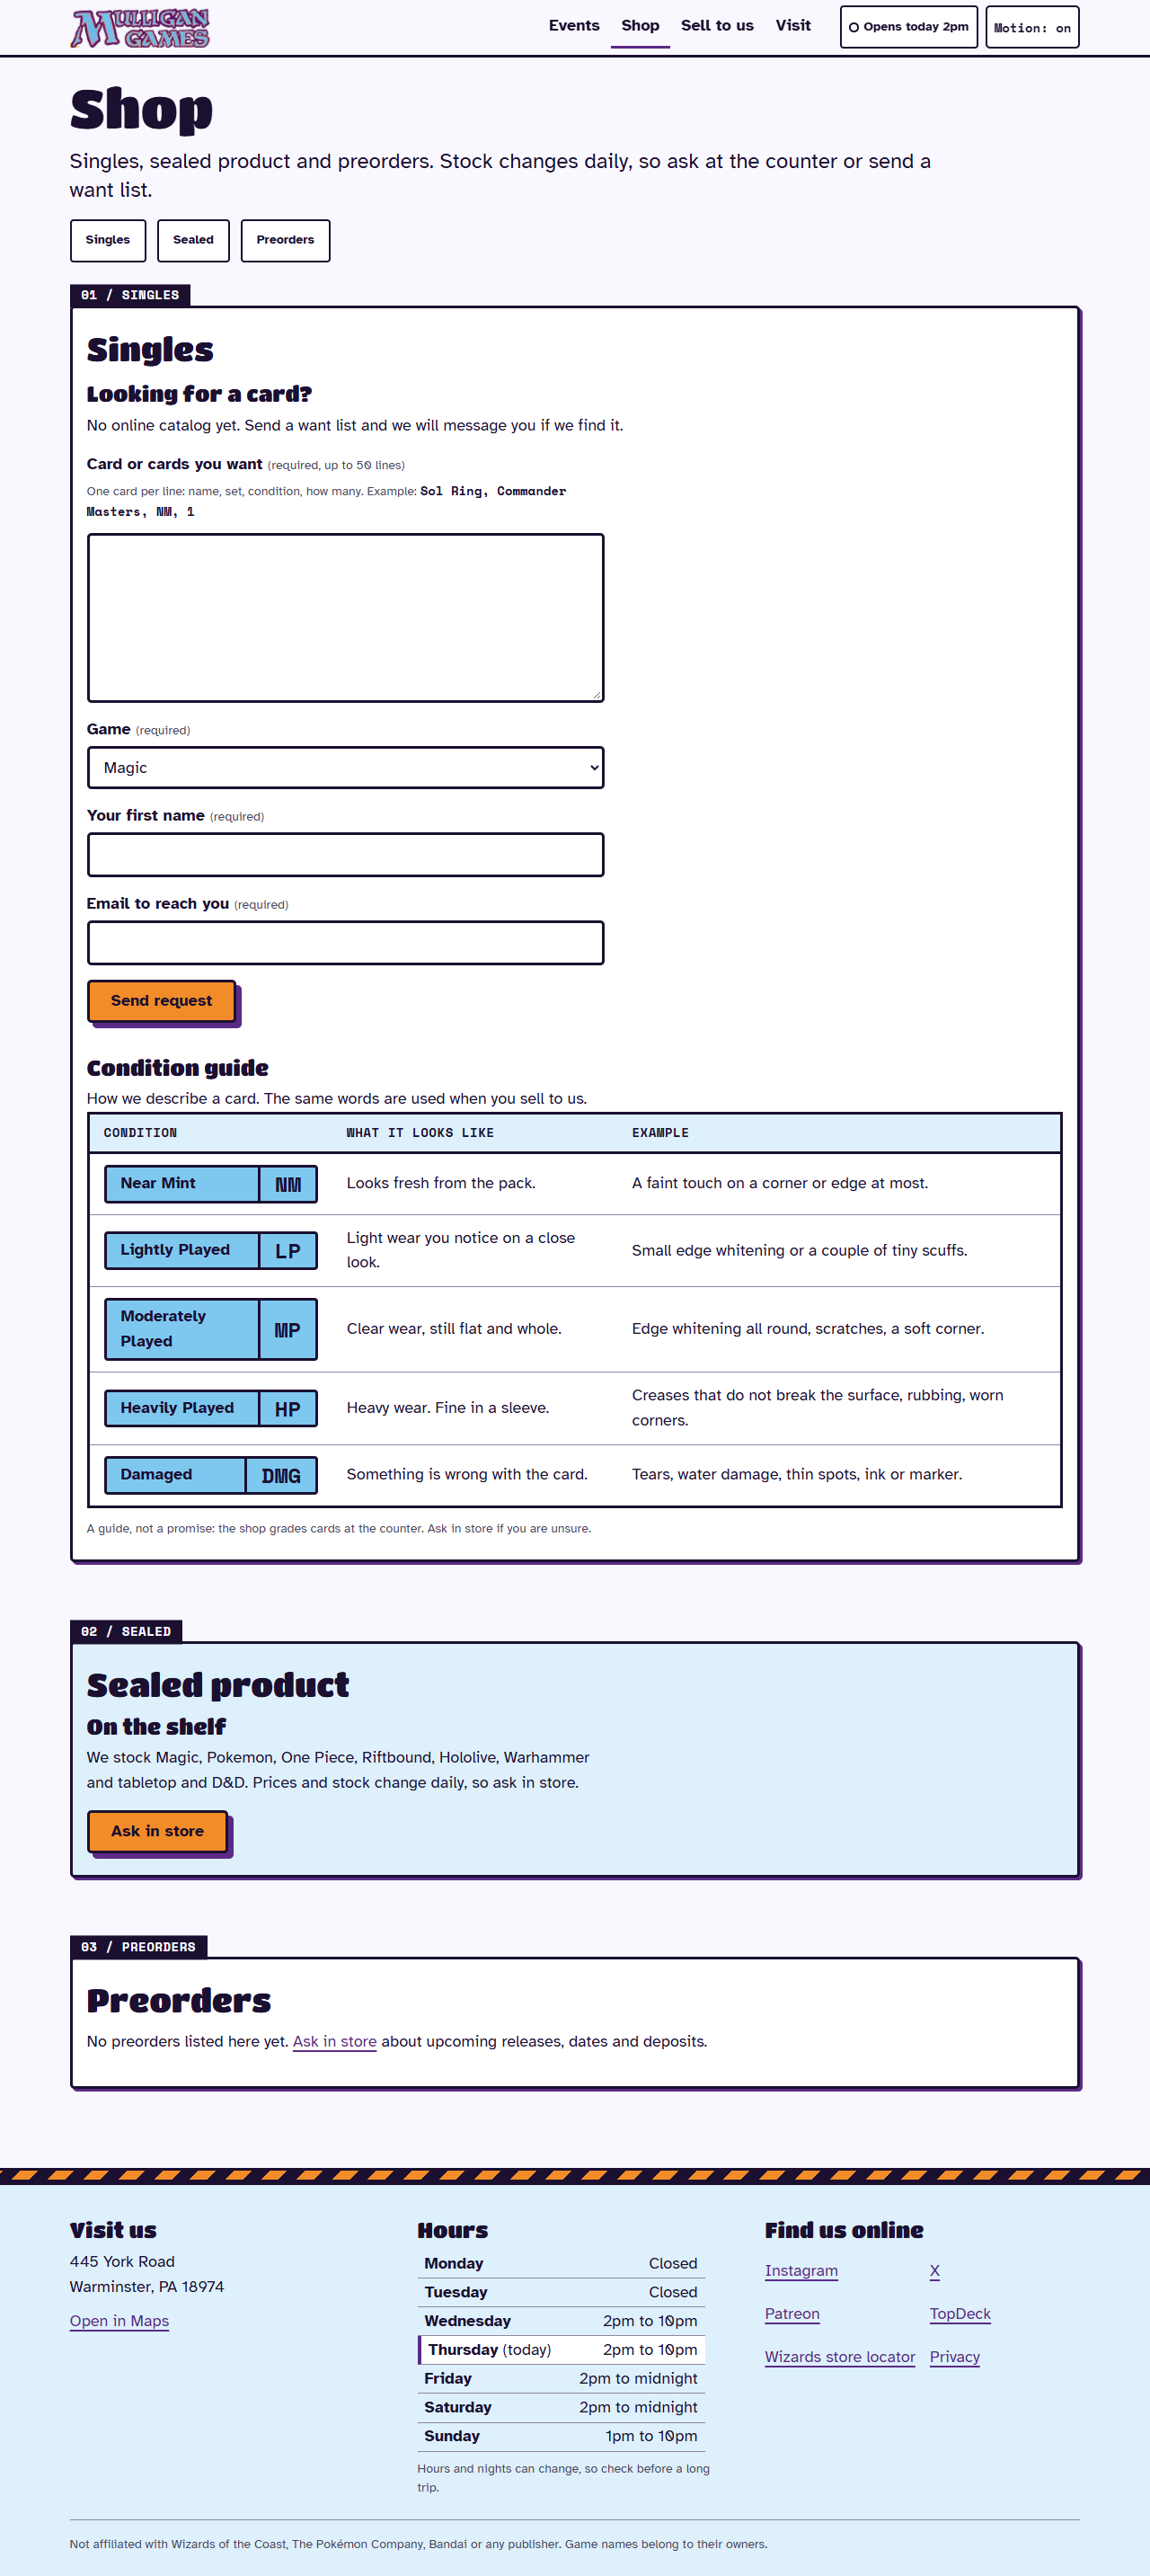 MULLIGAN
GAMES
Events Shop Sell to us Visit Opens today 2pm Motion: on
Shop
Singles, sealed product and preorders. Stock changes daily, so ask at the counter or send a
want list.
Singles Sealed Preorders
01 / SINGLES
Singles
Looking for a card?
No online catalog yet. Send a want list and we will message you if we find it.
Card or cards you want (required, up to 50 lines)
One card per line: name, set, condition, how many. Example: Sol Ring, Commander
Masters, NM, 1
Game (required)
Magic
Your first name (required)
Email to reach you (required)
Send request
Condition guide
How we describe a card. The same words are used when you sell to us.
CONDITION WHAT IT LOOKS LIKE EXAMPLE
Near Mint NM Looks fresh from the pack. A faint touch on a corner or edge at most.
Lightly Played LP Light wear you notice on a close
look. Small edge whitening or a couple of tiny scuffs.
Moderately
Played MP Clear wear, still flat and whole. Edge whitening all round, scratches, a soft corner.
Heavily Played HP Heavy wear. Fine in a sleeve. Creases that do not break the surface, rubbing, worn
corners.
Damaged DMG Something is wrong with the card. Tears, water damage, thin spots, ink or marker.
A guide, not a promise: the shop grades cards at the counter. Ask in store if you are unsure.
02 / SEALED
Sealed product
On the shelf
We stock Magic, Pokemon, One Piece, Riftbound, Hololive, Warhammer
and tabletop and D&D. Prices and stock change daily, so ask in store.
Ask in store
03 / PREORDERS
Preorders
No preorders listed here yet. Ask in store about upcoming releases, dates and deposits.
Visit us
445 York Road
Warminster, PA 18974
Open in Maps
Hours
Monday Closed
Tuesday Closed
Wednesday 2pm to 10pm
Thursday (today) 2pm to 10pm
Friday 2pm to midnight
Saturday 2pm to midnight
Sunday 1pm to 10pm
Hours and nights can change, so check before a long
trip.
Find us online
Instagram X
Patreon TopDeck
Wizards store locator Privacy
Not affiliated with Wizards of the Coast, The Pokémon Company, Bandai or any publisher. Game names belong to their owners.